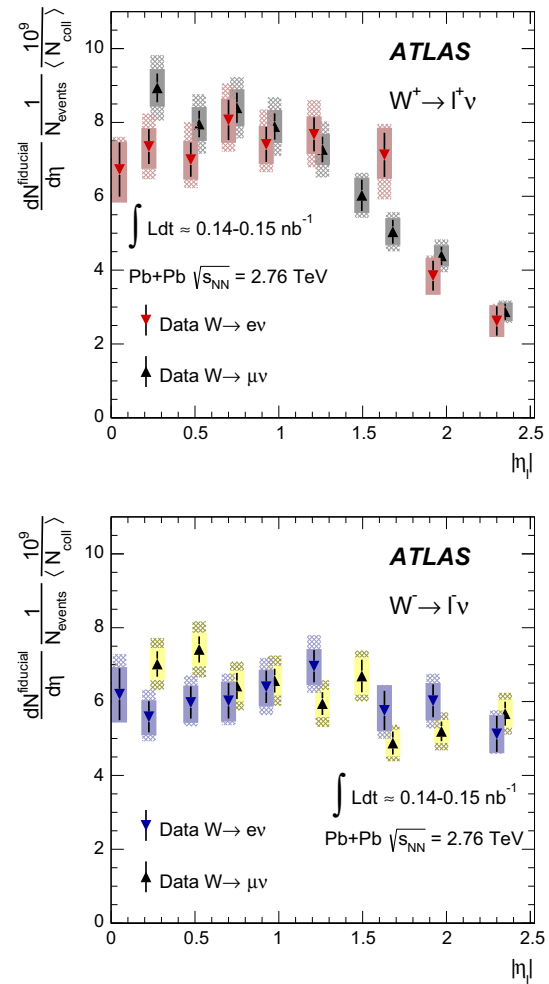 dN^fiducial/dη 1/N_events 10^9/⟨ N_coll ⟩
10
8
6
4
2
0
ATLAS
W⁺→ l⁺ν
∫ Ldt ≈ 0.14-0.15 nb⁻¹
Pb+Pb √s_NN = 2.76 TeV
Data W→ eν
Data W→ μν
0 0.5 1 1.5 2 2.5
|η_l|
dN^fiducial/dη 1/N_events 10^9/⟨ N_coll ⟩
10
8
6
4
2
0
ATLAS
W⁻→ l⁻ν
∫ Ldt ≈ 0.14-0.15 nb⁻¹
Pb+Pb √s_NN = 2.76 TeV
Data W→ eν
Data W→ μν
0 0.5 1 1.5 2 2.5
|η_l|